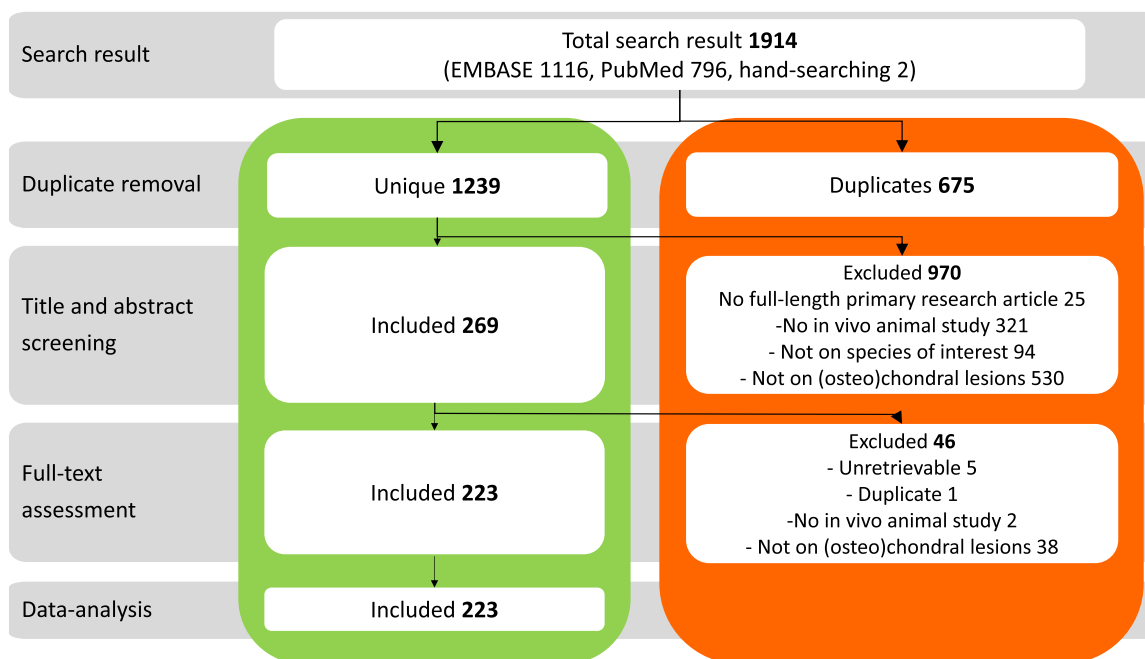 Search result
Total search result 1914
(EMBASE 1116, PubMed 796, hand-searching 2)
Duplicate removal
Unique 1239
Duplicates 675
Title and abstract
screening
Included 269
Excluded 970
No full-length primary research article 25
-No in vivo animal study 321
- Not on species of interest 94
- Not on (osteo)chondral lesions 530
Full-text
assessment
Included 223
Excluded 46
- Unretrievable 5
- Duplicate 1
-No in vivo animal study 2
- Not on (osteo)chondral lesions 38
Data-analysis
Included 223